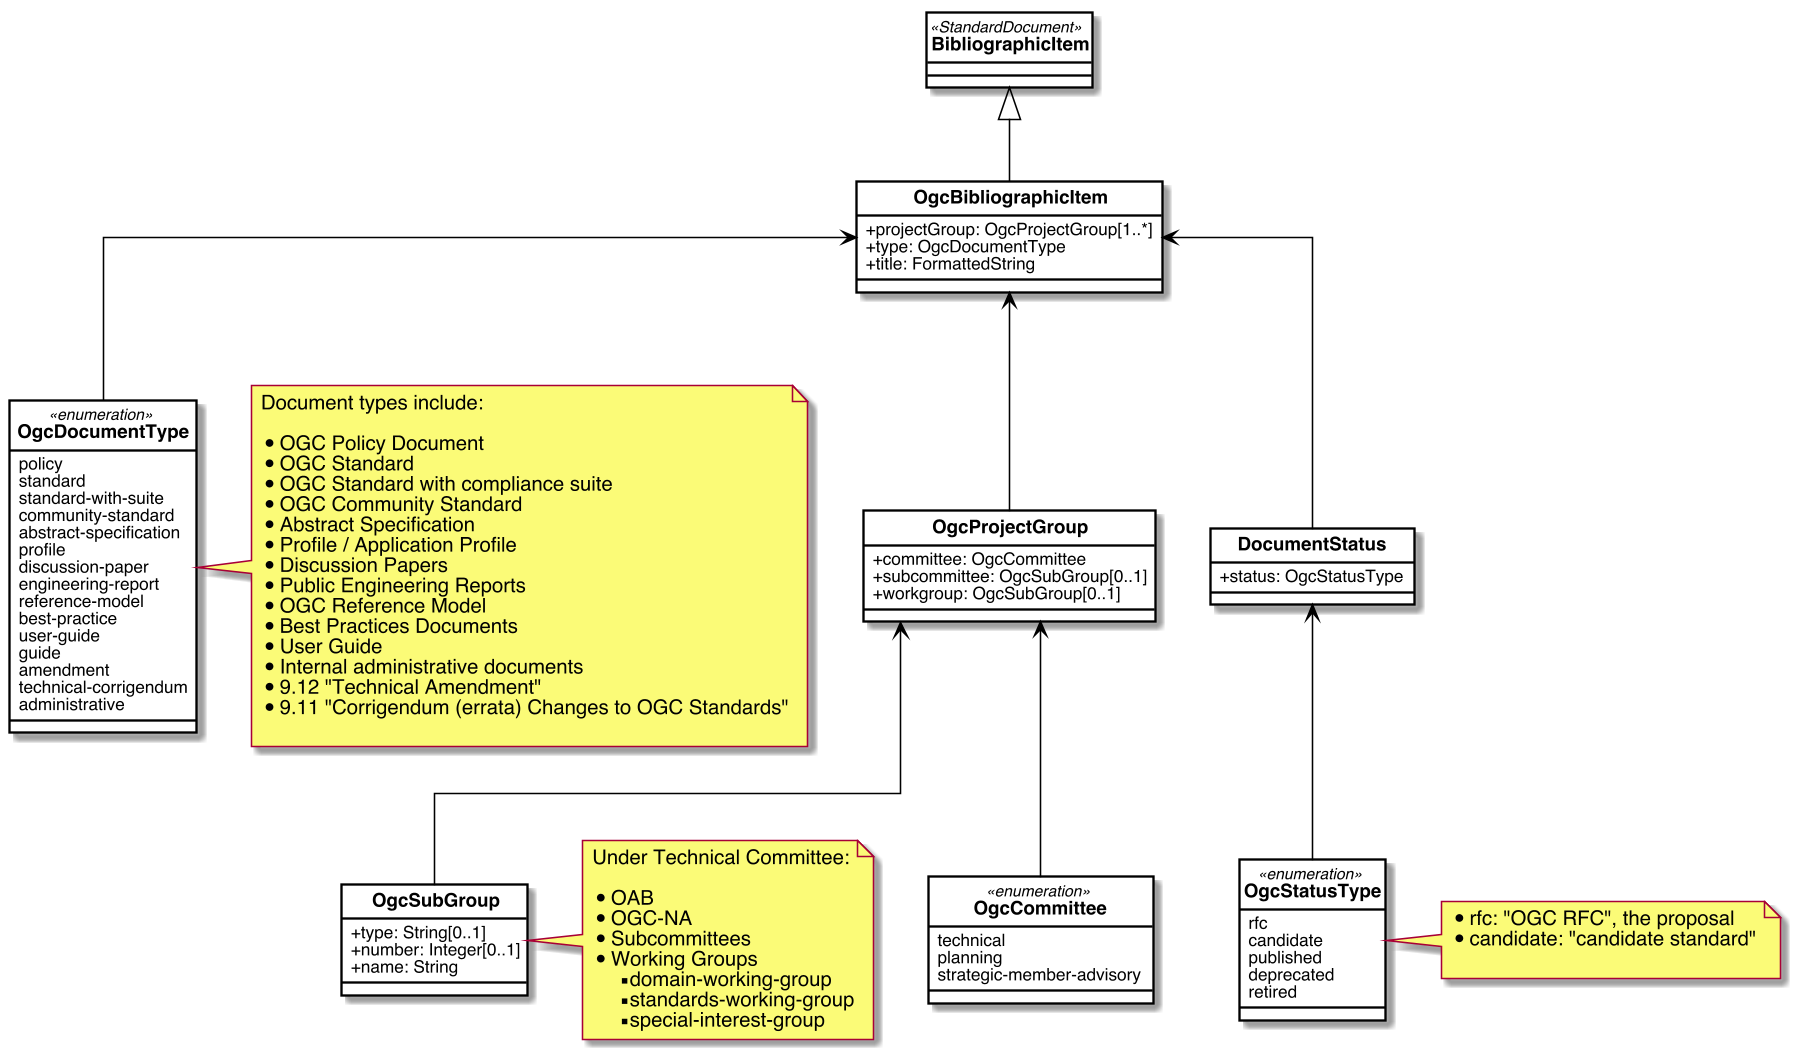 «StandardDocument»
BibliographicItem
OgcBibliographicItem
+projectGroup: OgcProjectGroup[1..*]
+type: OgcDocumentType
+title: FormattedString
«enumeration»
OgcDocumentType
policy
standard
standard-with-suite
community-standard
abstract-specification
profile
discussion-paper
engineering-report
reference-model
best-practice
user-guide
guide
amendment
technical-corrigendum
administrative
Document types include:
• OGC Policy Document
• OGC Standard
• OGC Standard with compliance suite
• OGC Community Standard
• Abstract Specification
• Profile / Application Profile
• Discussion Papers
• Public Engineering Reports
• OGC Reference Model
• Best Practices Documents
• User Guide
• Internal administrative documents
• 9.12 "Technical Amendment"
• 9.11 "Corrigendum (errata) Changes to OGC Standards"
OgcProjectGroup
+committee: OgcCommittee
+subcommittee: OgcSubGroup[0..1]
+workgroup: OgcSubGroup[0..1]
DocumentStatus
+status: OgcStatusType
OgcSubGroup
+type: String[0..1]
+number: Integer[0..1]
+name: String
Under Technical Committee:
• OAB
• OGC-NA
• Subcommittees
• Working Groups
▪domain-working-group
▪standards-working-group
▪special-interest-group
«enumeration»
OgcCommittee
technical
planning
strategic-member-advisory
«enumeration»
OgcStatusType
rfc
candidate
published
deprecated
retired
• rfc: "OGC RFC", the proposal
• candidate: "candidate standard"